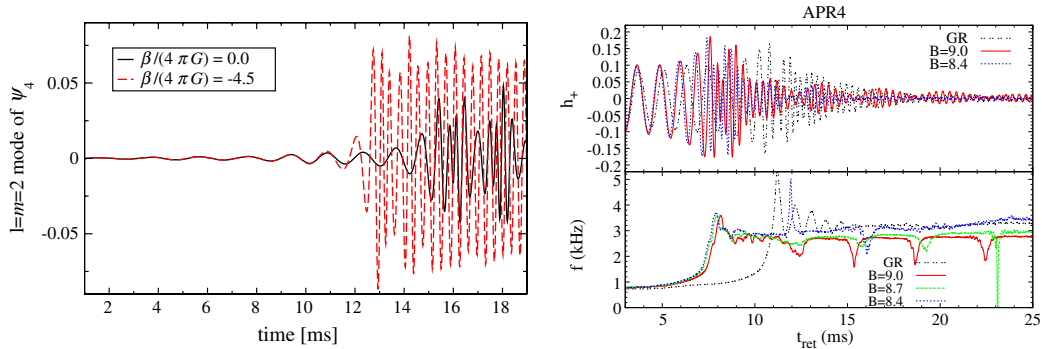 l=m=2 mode of ψ_4
0.05
0
-0.05
β/(4 π G) = 0.0
β/(4 π G) = -4.5
2 4 6 8 10 12 14 16 18
time [ms]
APR4
h_+
0.2
0.15
0.1
0.05
0
-0.05
-0.1
-0.15
-0.2
GR
B=9.0
B=8.4
f (kHz)
5
4
3
2
1
0
GR
B=9.0
B=8.7
B=8.4
5 10 15 20 25
t_ret (ms)